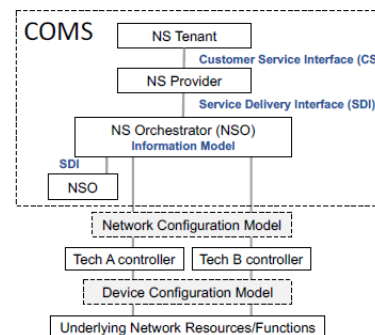 COMS
NS Tenant
Customer Service Interface (CS
NS Provider
Service Delivery Interface (SDI)
NS Orchestrator (NSO)
Information Model
SDI
NSO
Network Configuration Model
Tech A controller
Tech B controller
Device Configuration Model
Underlying Network Resources/Functions